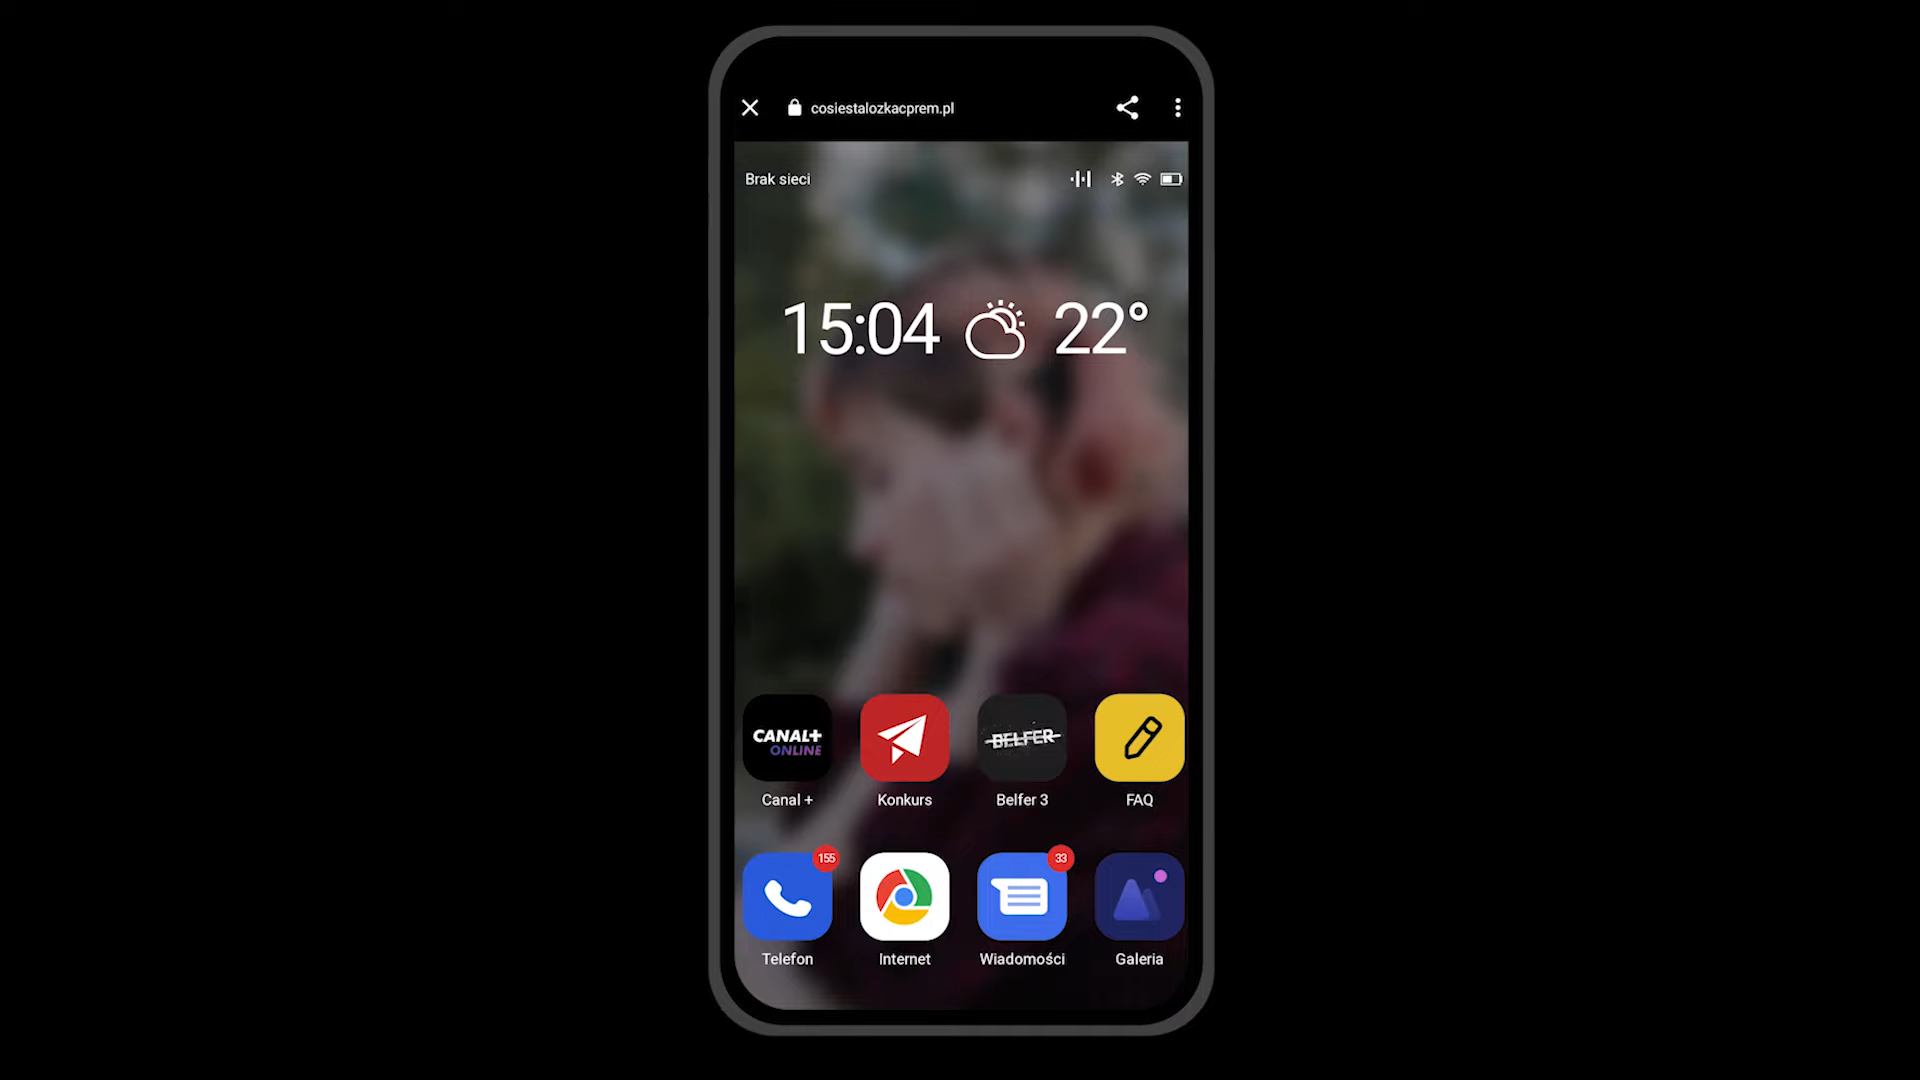 cosiestalozkacprem.pl
Brak sieci
15:04 22°
CANAL+
ONLINE
BELFER
Canal +
Konkurs
Belfer 3
FAQ
155
33
Telefon
Internet
Wiadomości
Galeria